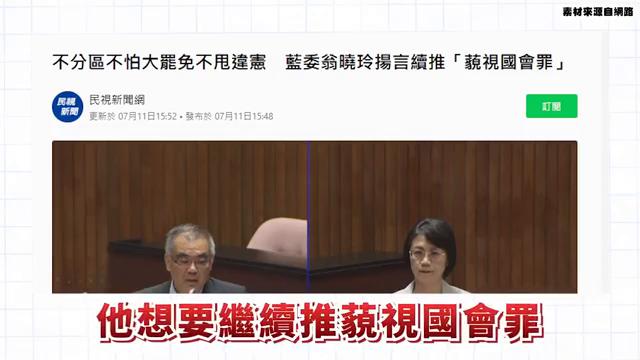 素材來源自網路
不分區不怕大罷免不甩違憲 藍委翁曉玲揚言續推「藐視國會罪」
民視新聞
民視新聞網
訂閱
更新於 07月11日15:52 • 發布於 07月11日15:48
他想要繼續推藐視國會罪